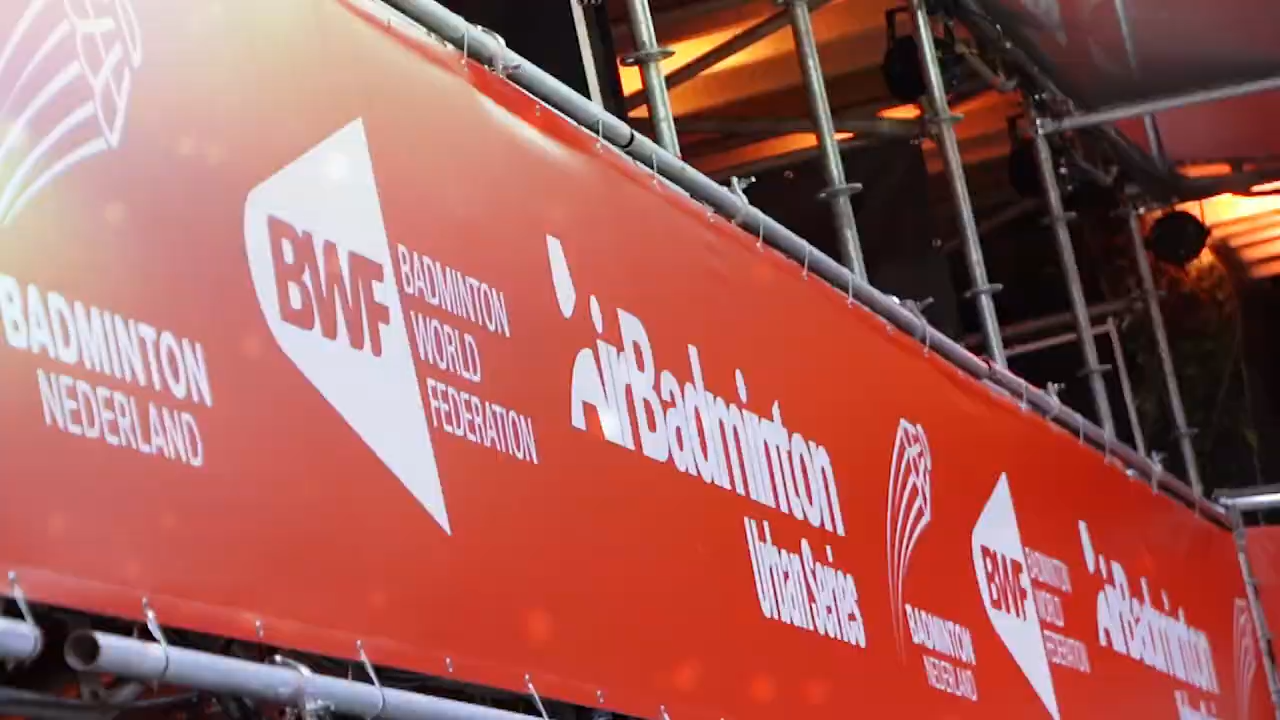 BADMINTON
NEDERLAND
BWF
BADMINTON
WORLD
FEDERATION
AirBadminton
Urban Series
BADMINTON
NEDERLAND
BWF
BADMINTON
WORLD
FEDERATION
AirBadminton